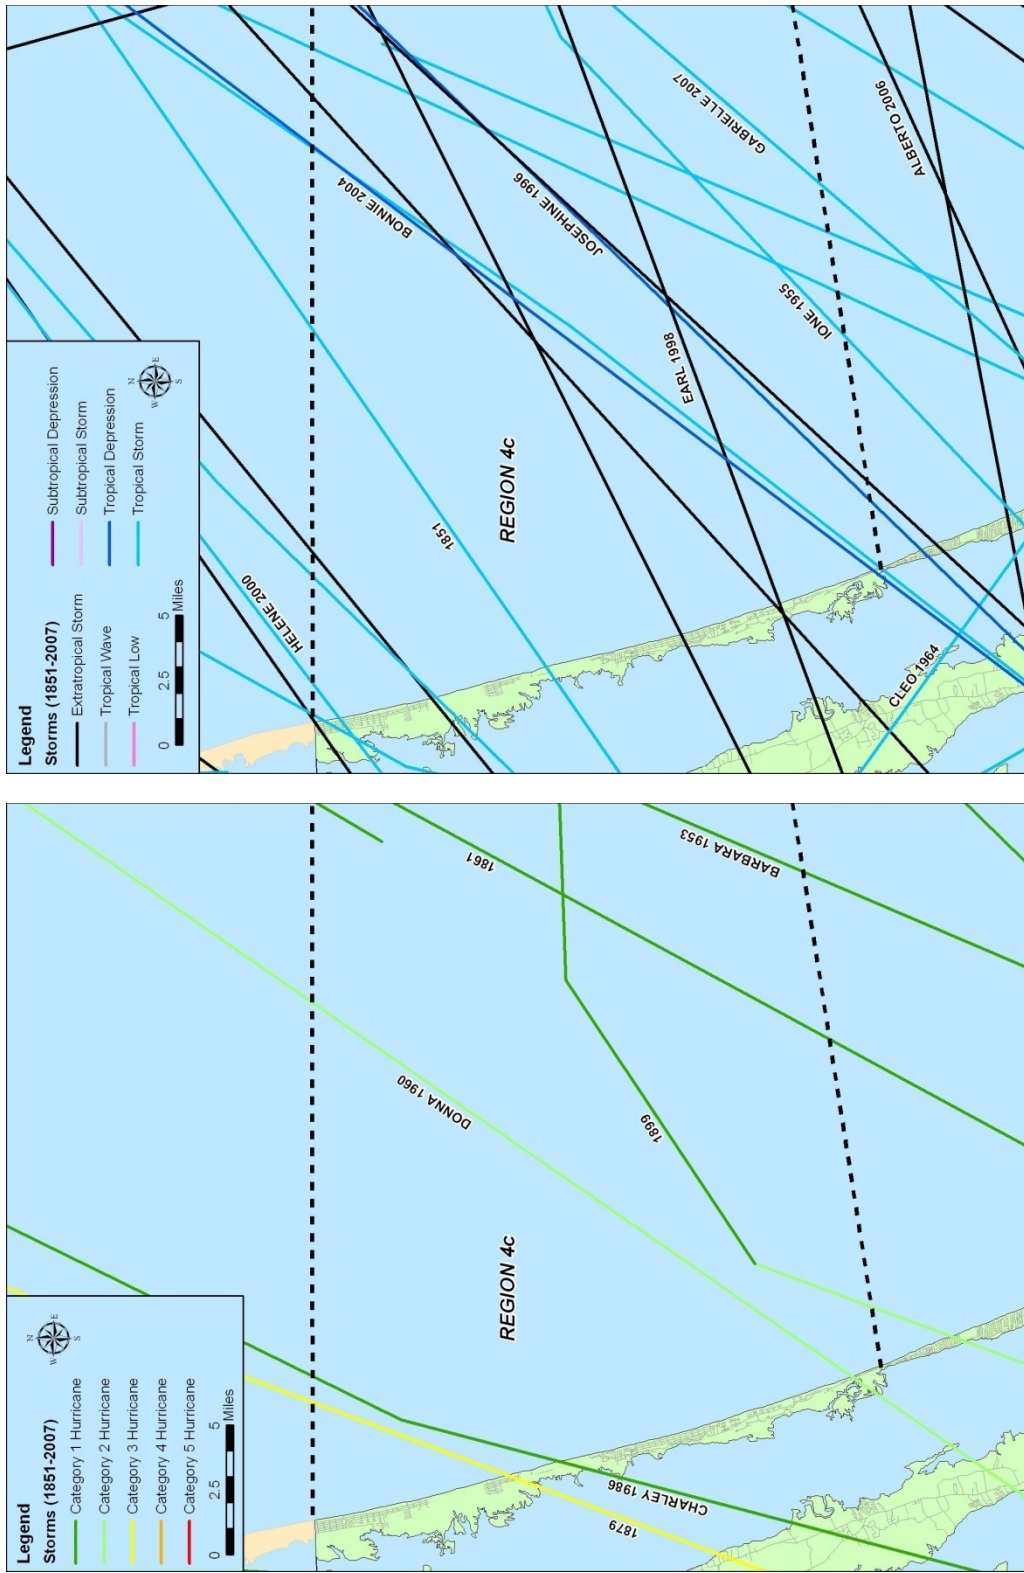 Legend
Storms (1851-2007)
Extratropical Storm
Tropical Wave
Tropical Low
Subtropical Depression
Subtropical Storm
Tropical Depression
Tropical Storm
0 2.5 5
Miles
N
E
S
W
HELENE 2000
1851
REGION 4c
BONNIE 2004
JOSEPHINE 1996
EARL 1998
IONE 1955
GABRIELLE 2007
ALBERTO 2006
CLEO 1964
Legend
Storms (1851-2007)
Category 1 Hurricane
Category 2 Hurricane
Category 3 Hurricane
Category 4 Hurricane
Category 5 Hurricane
0 2.5 5
Miles
N
E
S
W
DONNA 1960
1861
BARBARA 1953
1899
REGION 4c
CHARLEY 1986
1879